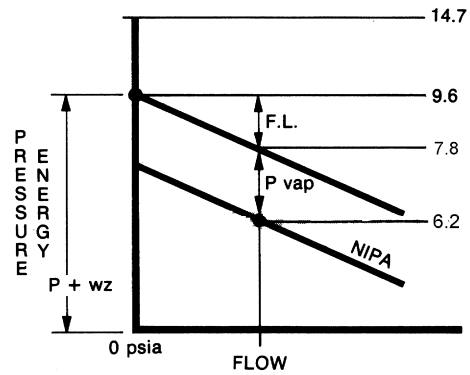 14.7
9.6
F.L.
7.8
P vap
6.2
NIPA
PRESSURE
ENERGY
P + wz
0 psia
FLOW